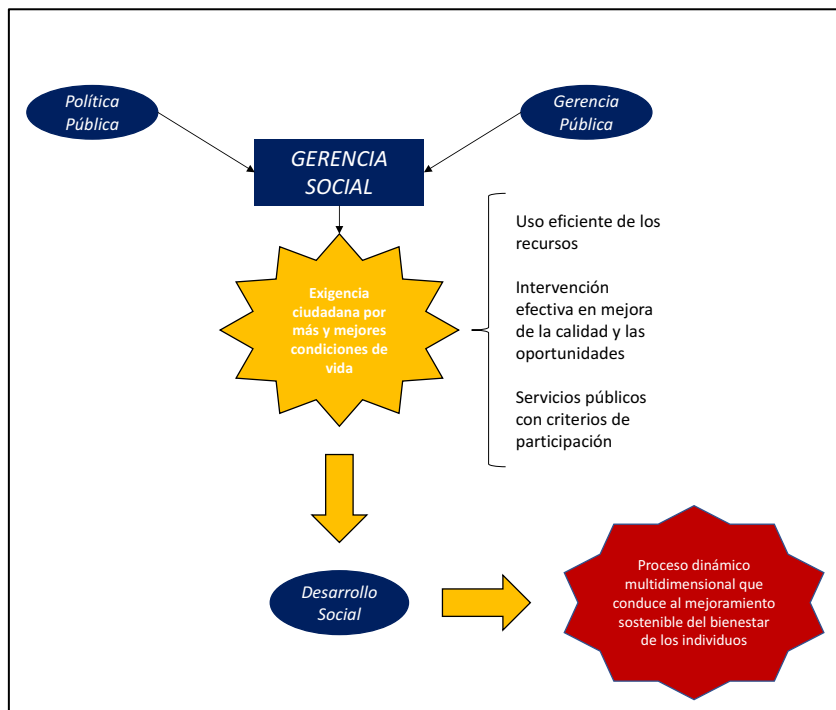 Política
Pública
Gerencia
Pública
GERENCIA
SOCIAL
Exigencia
ciudadana por
más y mejores
condiciones de
vida
Uso eficiente de los
recursos
Intervención
efectiva en mejora
de la calidad y las
oportunidades
Servicios públicos
con criterios de
participación
Desarrollo
Social
Proceso dinámico
multidimensional que
conduce al mejoramiento
sostenible del bienestar
de los individuos